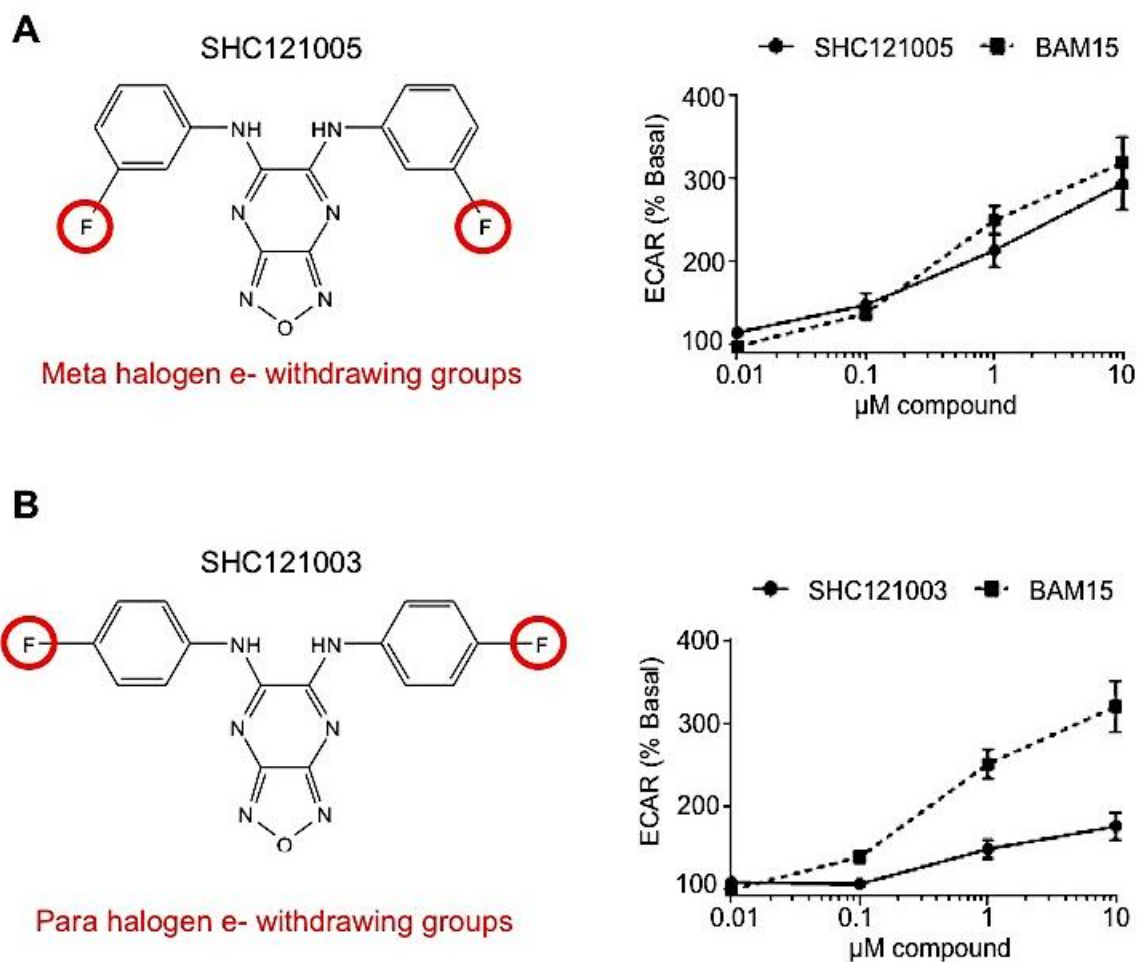 A
SHC121005
NH HN
F F
N N
N N
O
Meta halogen e- withdrawing groups
SHC121005 BAM15
ECAR (% Basal)
400
300
200
100
0.01 0.1 1 10
µM compound
B
SHC121003
F NH HN F
N N
N N
O
Para halogen e- withdrawing groups
SHC121003 BAM15
ECAR (% Basal)
400
300
200
100
0.01 0.1 1 10
µM compound